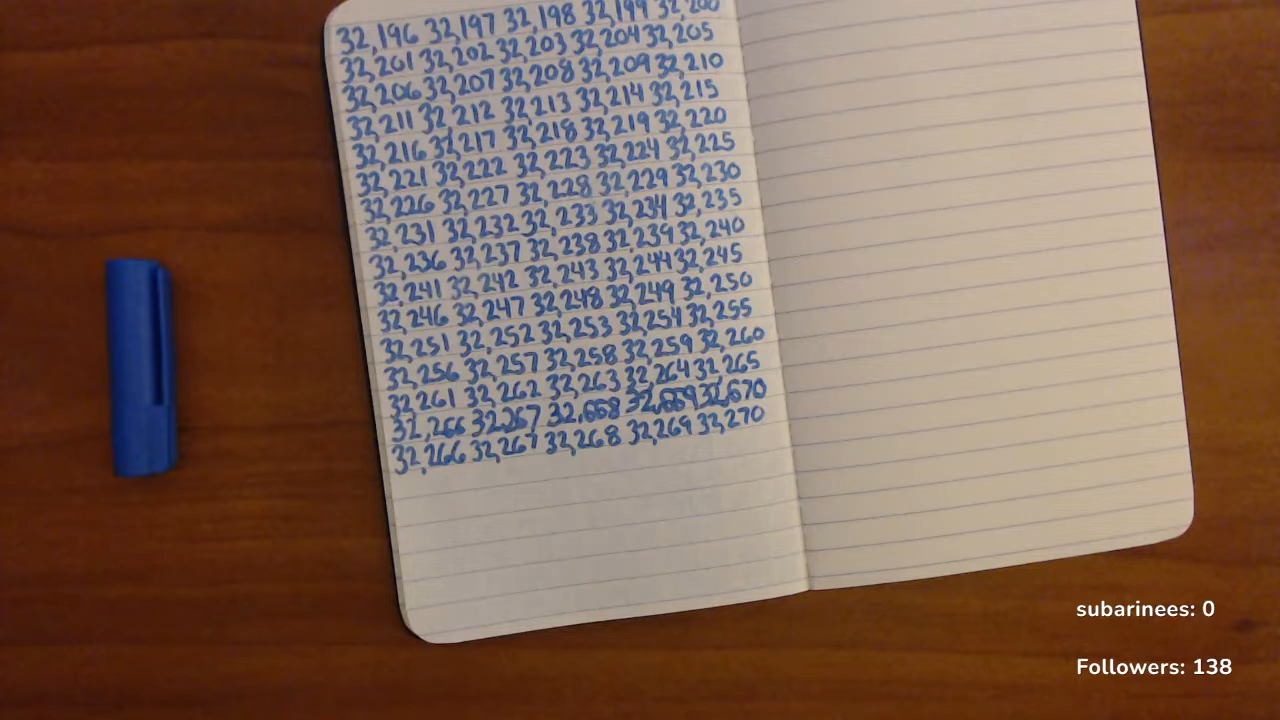 32,196 32,197 32,198 32,199 32,200
32,201 32,202 32,203 32,204 32,205
32,206 32,207 32,208 32,209 32,210
32,211 32,212 32,213 32,214 32,215
32,216 32,217 32,218 32,219 32,220
32,221 32,222 32,223 32,224 32,225
32,226 32,227 32,228 32,229 32,230
32,231 32,232 32,233 32,234 32,235
32,236 32,237 32,238 32,239 32,240
32,241 32,242 32,243 32,244 32,245
32,246 32,247 32,248 32,249 32,250
32,251 32,252 32,253 32,254 32,255
32,256 32,257 32,258 32,259 32,260
32,261 32,262 32,263 32,264 32,265
32,266 32,267 32,668 32,669 32,670
32,266 32,267 32,268 32,269 32,270
subarinees: 0
Followers: 138